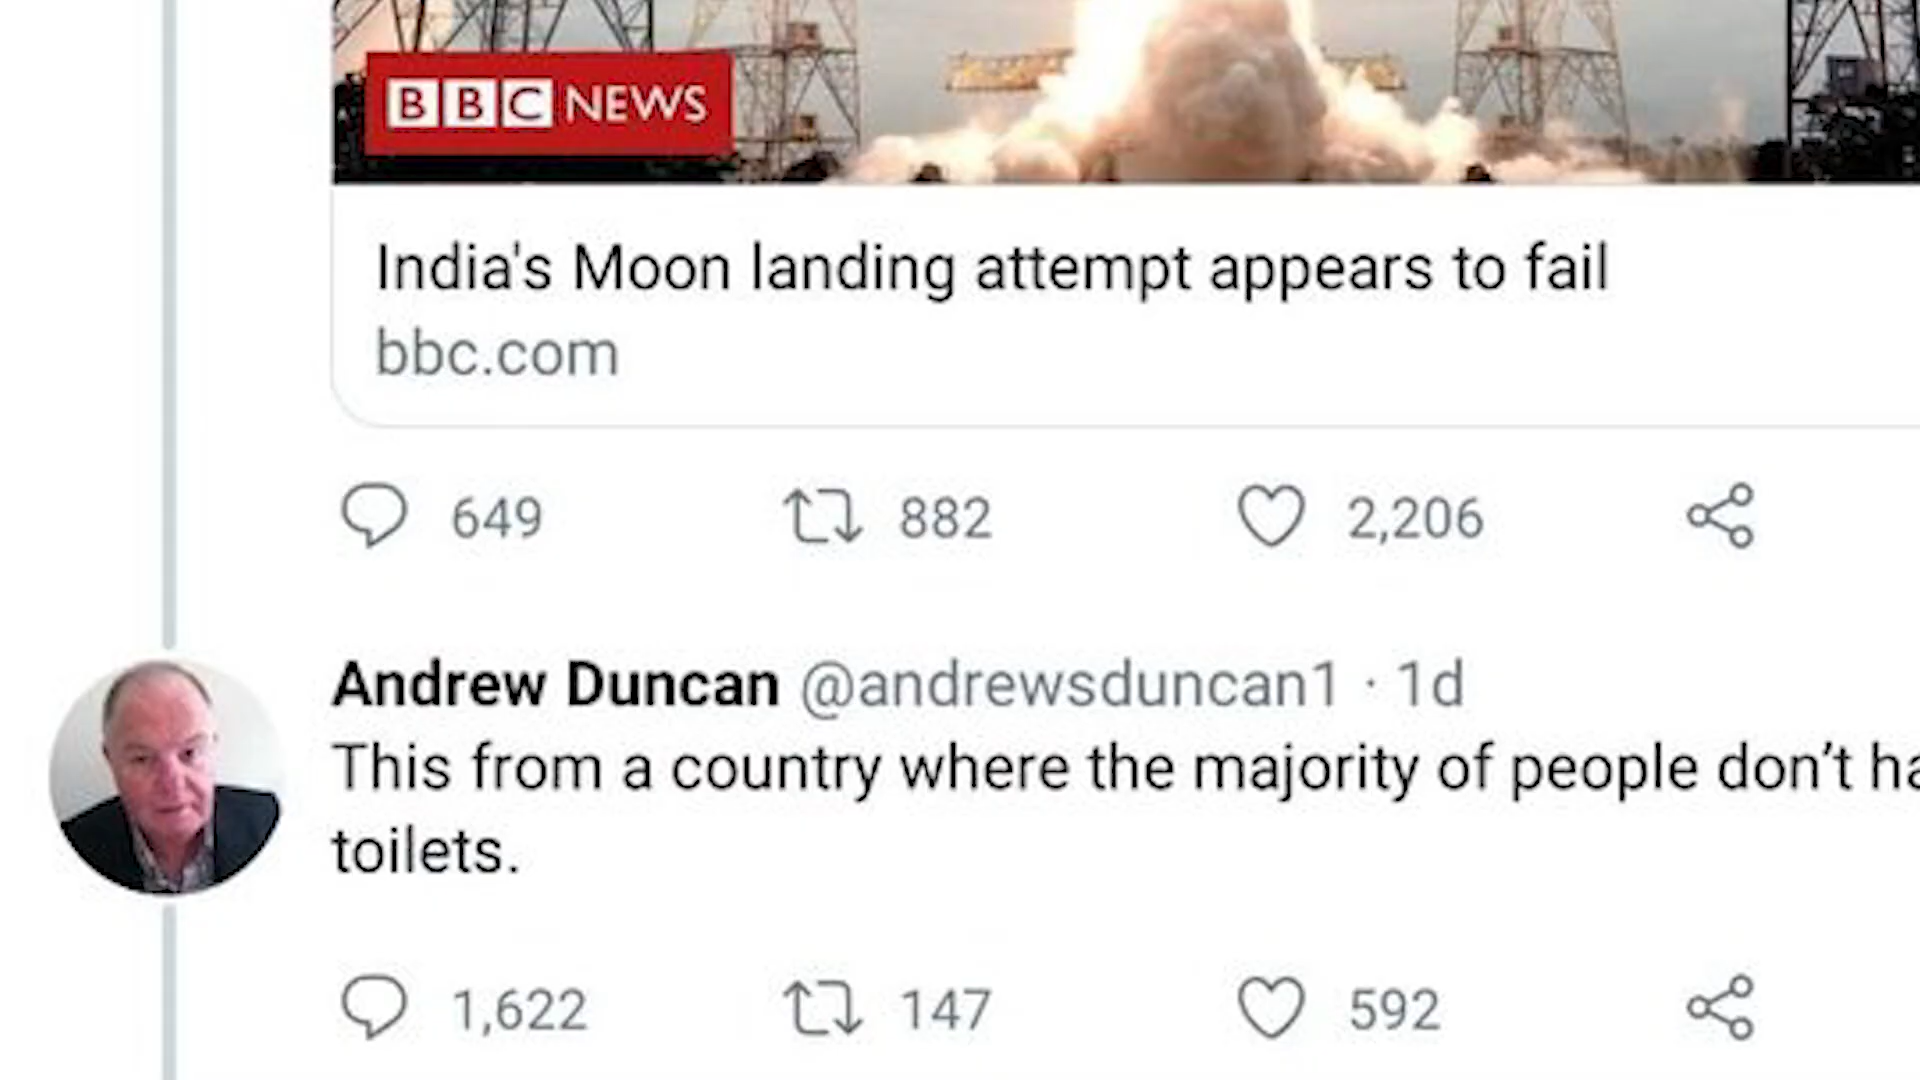 BBC NEWS
India's Moon landing attempt appears to fail
bbc.com
649 882 2,206
Andrew Duncan @andrewsduncan1 · 1d
This from a country where the majority of people don’t ha
toilets.
1,622 147 592